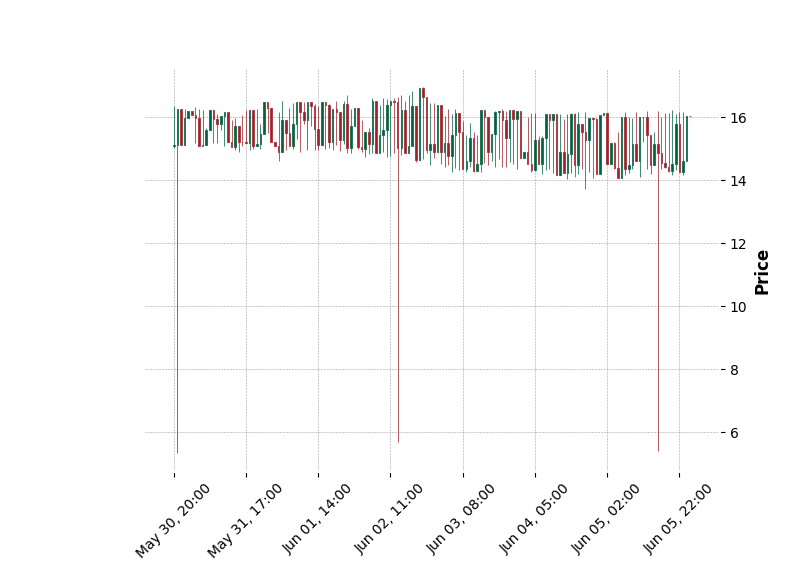 16
14
12
10
8
6
Price
May 30, 20:00
May 31, 17:00
Jun 01, 14:00
Jun 02, 11:00
Jun 03, 08:00
Jun 04, 05:00
Jun 05, 02:00
Jun 05, 22:00